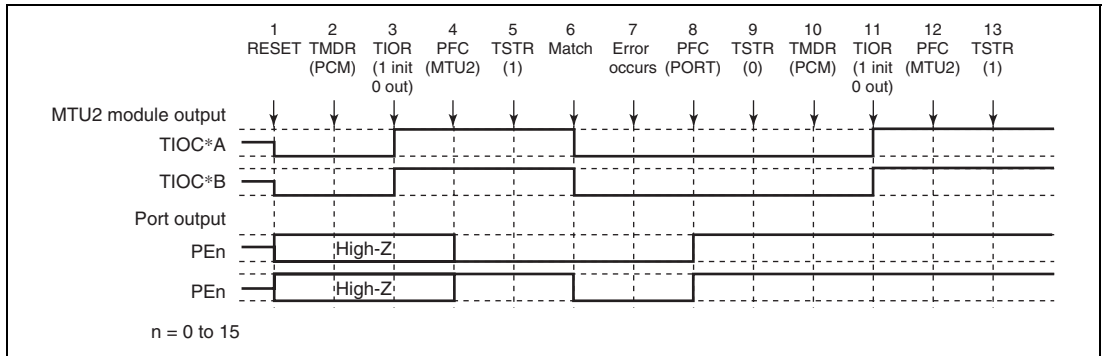 1 2 3 4 5 6 7 8 9 10 11 12 13
RESET TMDR TIOR PFC TSTR Match Error PFC TSTR TMDR TIOR PFC TSTR
(PCM) (1 init (MTU2) (1) occurs (PORT) (0) (PCM) (1 init (MTU2) (1)
0 out) 0 out)
MTU2 module output
TIOC*A
TIOC*B
Port output
PEn High-Z
PEn High-Z
n = 0 to 15